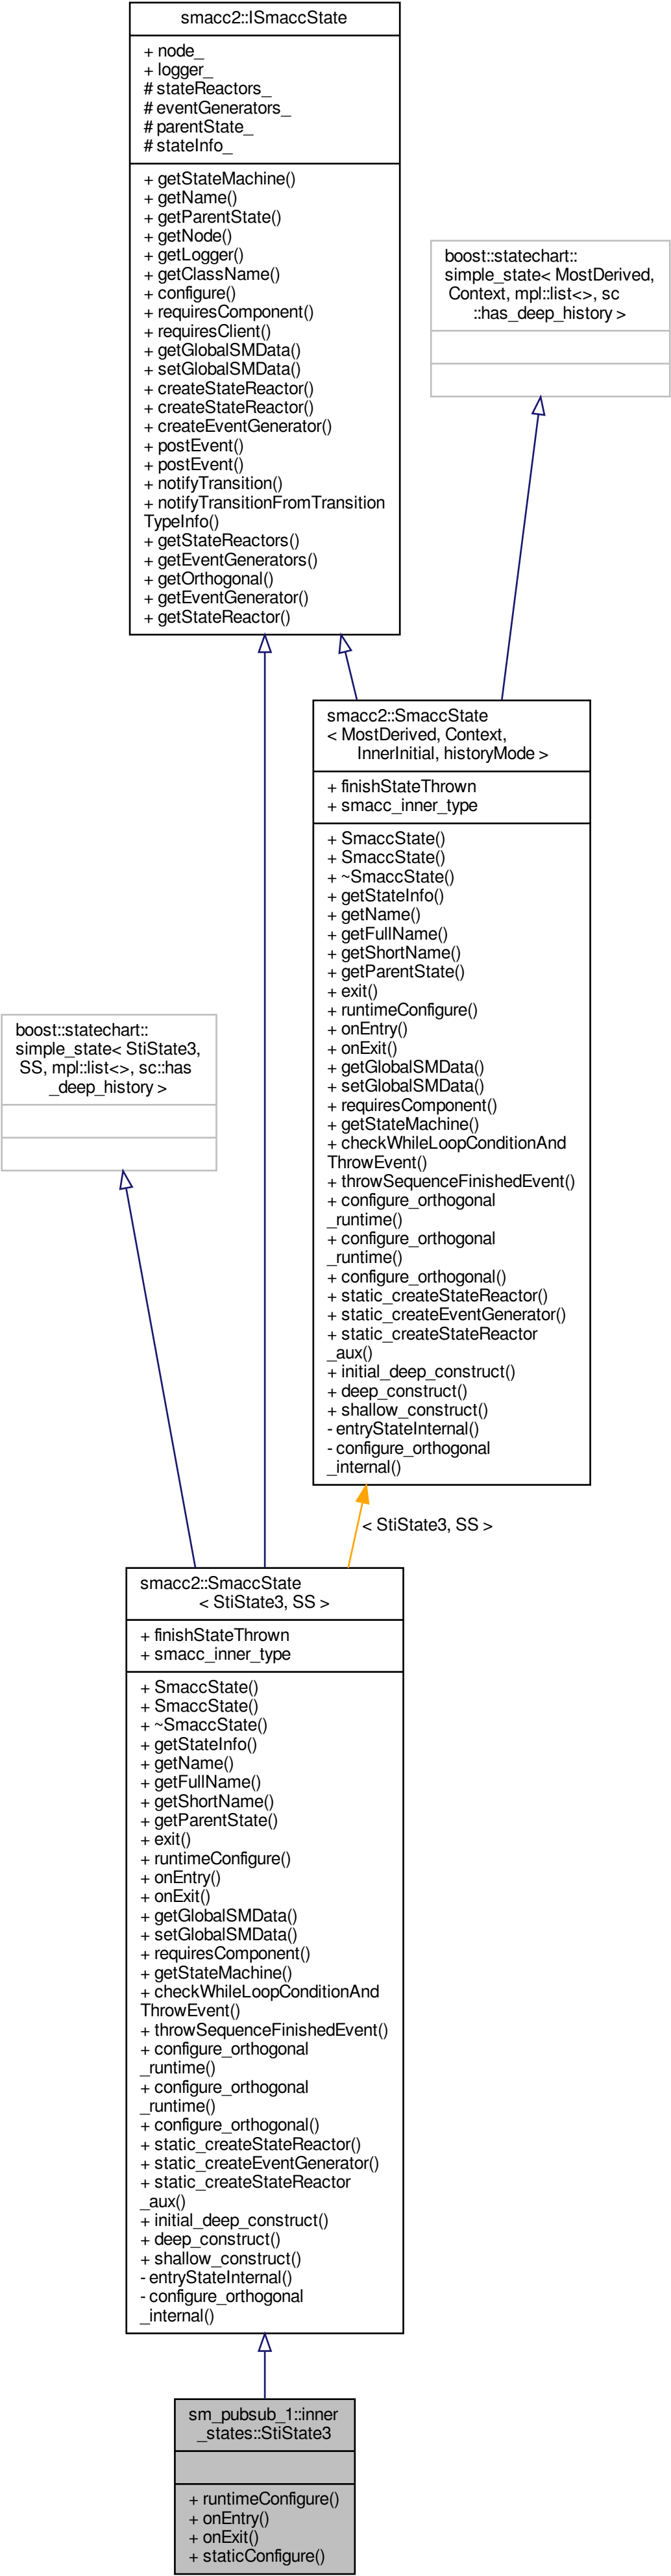 smacc2::ISmaccState
+ node_
+ logger_
# stateReactors_
# eventGenerators_
# parentState_
# stateInfo_
+ getStateMachine()
+ getName()
+ getParentState()
+ getNode()
+ getLogger()
+ getClassName()
+ configure()
+ requiresComponent()
+ requiresClient()
+ getGlobalSMData()
+ setGlobalSMData()
+ createStateReactor()
+ createStateReactor()
+ createEventGenerator()
+ postEvent()
+ postEvent()
+ notifyTransition()
+ notifyTransitionFromTransition
TypeInfo()
+ getStateReactors()
+ getEventGenerators()
+ getOrthogonal()
+ getEventGenerator()
+ getStateReactor()
boost::statechart::
simple_state< MostDerived,
Context, mpl::list<>, sc
::has_deep_history >
smacc2::SmaccState
< MostDerived, Context,
InnerInitial, historyMode >
+ finishStateThrown
+ smacc_inner_type
+ SmaccState()
+ SmaccState()
+ ~SmaccState()
+ getStateInfo()
+ getName()
+ getFullName()
+ getShortName()
+ getParentState()
+ exit()
+ runtimeConfigure()
+ onEntry()
+ onExit()
+ getGlobalSMData()
+ setGlobalSMData()
+ requiresComponent()
+ getStateMachine()
+ checkWhileLoopConditionAnd
ThrowEvent()
+ throwSequenceFinishedEvent()
+ configure_orthogonal
_runtime()
+ configure_orthogonal
_runtime()
+ configure_orthogonal()
+ static_createStateReactor()
+ static_createEventGenerator()
+ static_createStateReactor
_aux()
+ initial_deep_construct()
+ deep_construct()
+ shallow_construct()
- entryStateInternal()
- configure_orthogonal
_internal()
boost::statechart::
simple_state< StiState3,
SS, mpl::list<>, sc::has
_deep_history >
< StiState3, SS >
smacc2::SmaccState
< StiState3, SS >
+ finishStateThrown
+ smacc_inner_type
+ SmaccState()
+ SmaccState()
+ ~SmaccState()
+ getStateInfo()
+ getName()
+ getFullName()
+ getShortName()
+ getParentState()
+ exit()
+ runtimeConfigure()
+ onEntry()
+ onExit()
+ getGlobalSMData()
+ setGlobalSMData()
+ requiresComponent()
+ getStateMachine()
+ checkWhileLoopConditionAnd
ThrowEvent()
+ throwSequenceFinishedEvent()
+ configure_orthogonal
_runtime()
+ configure_orthogonal
_runtime()
+ configure_orthogonal()
+ static_createStateReactor()
+ static_createEventGenerator()
+ static_createStateReactor
_aux()
+ initial_deep_construct()
+ deep_construct()
+ shallow_construct()
- entryStateInternal()
- configure_orthogonal
_internal()
sm_pubsub_1::inner
_states::StiState3
+ runtimeConfigure()
+ onEntry()
+ onExit()
+ staticConfigure()